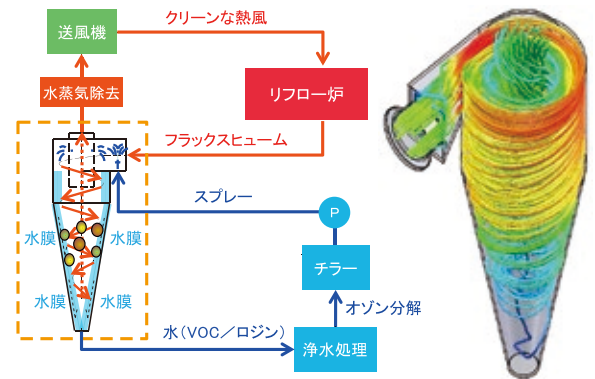 送風機
クリーンな熱風
水蒸気除去
リフロー炉
フラックスヒューム
スプレー
P
水膜
水膜
チラー
水膜
水膜
オゾン分解
水(VOC/ロジン)
浄水処理